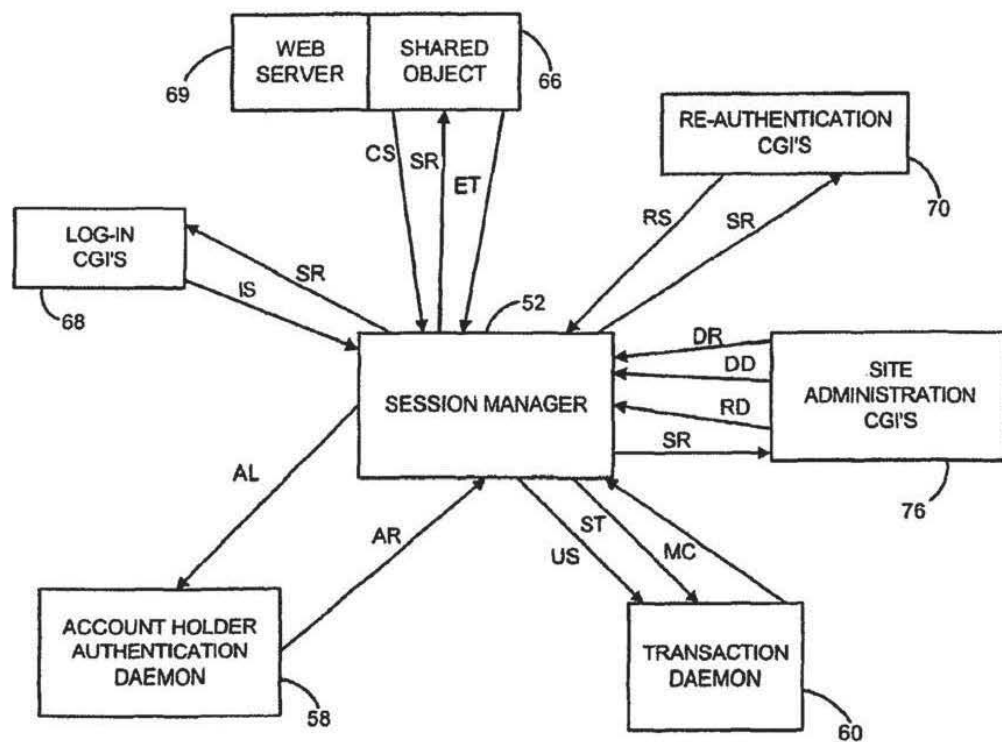 WEB
SERVER
SHARED
OBJECT
69
66
RE-AUTHENTICATION
CGI'S
70
CS
SR
ET
RS
SR
LOG-IN
CGI'S
68
SR
IS
52
SESSION MANAGER
DR
DD
RD
SR
SITE
ADMINISTRATION
CGI'S
76
AL
AR
ST
US
MC
ACCOUNT HOLDER
AUTHENTICATION
DAEMON
58
TRANSACTION
DAEMON
60